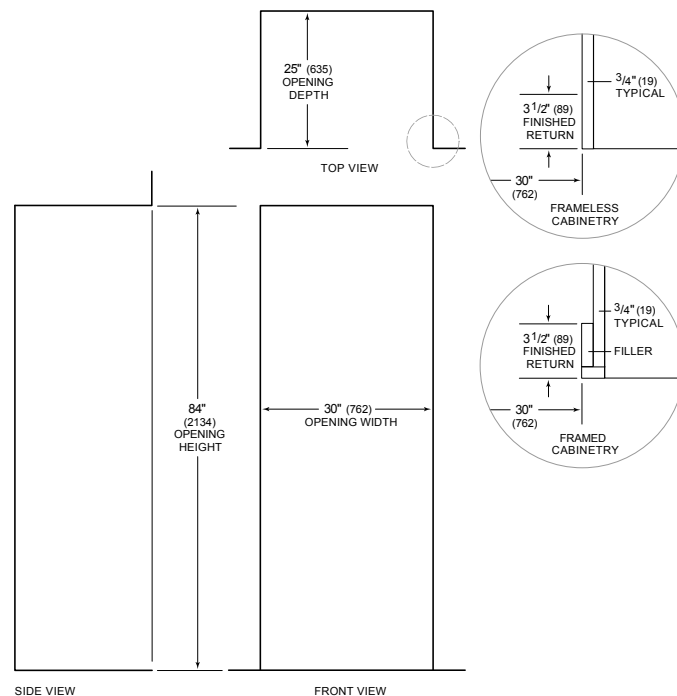 25" (635)
OPENING
DEPTH
TOP VIEW
3/4" (19)
TYPICAL
3 1/2" (89)
FINISHED
RETURN
30"
(762)
FRAMELESS
CABINETRY
3/4" (19)
TYPICAL
3 1/2" (89)
FINISHED
RETURN
FILLER
30"
(762)
FRAMED
CABINETRY
84"
(2134)
OPENING
HEIGHT
30" (762)
OPENING WIDTH
SIDE VIEW
FRONT VIEW